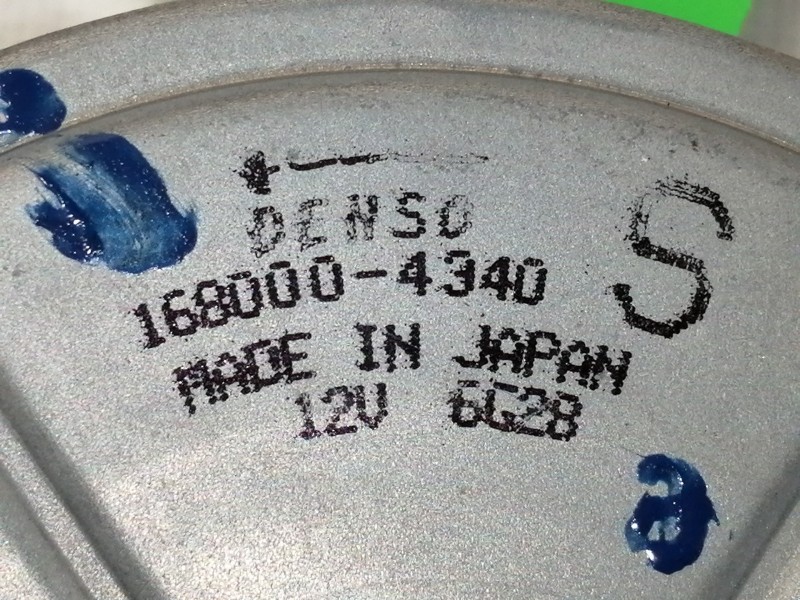 DENSO
S
168000-4340
MADE IN JAPAN
12V 6G28